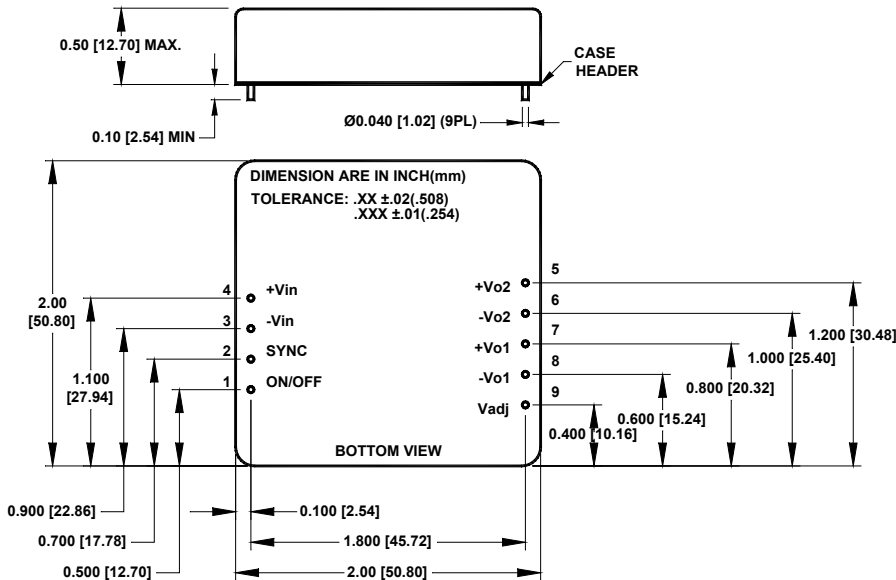 0.50 [12.70] MAX.
CASE
HEADER
0.10 [2.54] MIN
Ø0.040 [1.02] (9PL)
DIMENSION ARE IN INCH(mm)
TOLERANCE: .XX ±.02(.508)
.XXX ±.01(.254)
4 +Vin
3 -Vin
2 SYNC
1 ON/OFF
+Vo2 5
-Vo2 6
+Vo1 7
-Vo1 8
Vadj 9
2.00
[50.80]
1.100
[27.94]
1.200 [30.48]
1.000 [25.40]
0.800 [20.32]
0.600 [15.24]
0.400 [10.16]
BOTTOM VIEW
0.900 [22.86]
0.700 [17.78]
0.500 [12.70]
0.100 [2.54]
1.800 [45.72]
2.00 [50.80]